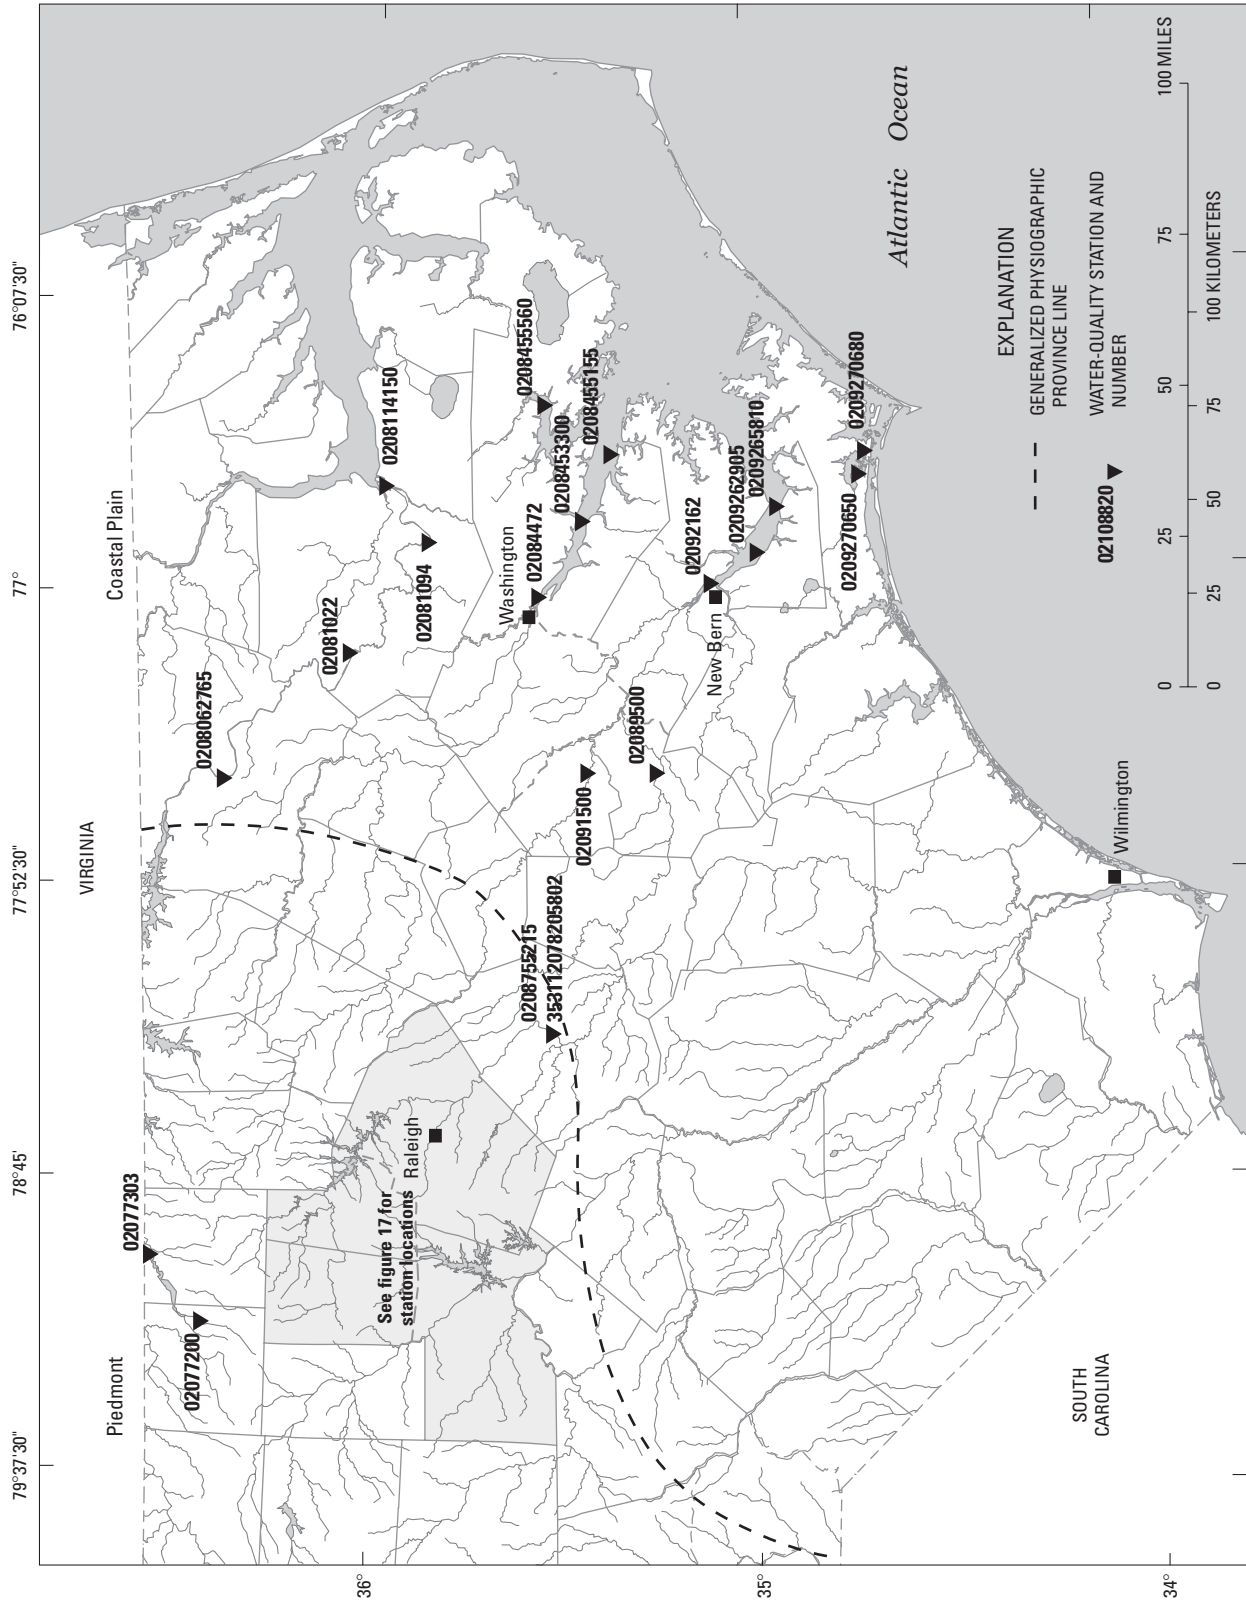 79°37'30"
78°45'
77°52'30"
77°
76°07'30"
VIRGINIA
Piedmont
Coastal Plain
02077303
02077200
0208062765
02081022
0208114150
02081094
36°
See figure 17 for
station locations
Raleigh
Washington
02084472
0208455560
0208453300
0208455155
0208755215
353112078205802
02091500
02089500
02092162
New Bern
0209262905
0209265810
0209270650
0209270680
35°
Atlantic Ocean
Wilmington
SOUTH
CAROLINA
34°
EXPLANATION
GENERALIZED PHYSIOGRAPHIC
PROVINCE LINE
02108820
WATER-QUALITY STATION AND
NUMBER
0 25 50 75 100 MILES
0 25 50 75 100 KILOMETERS